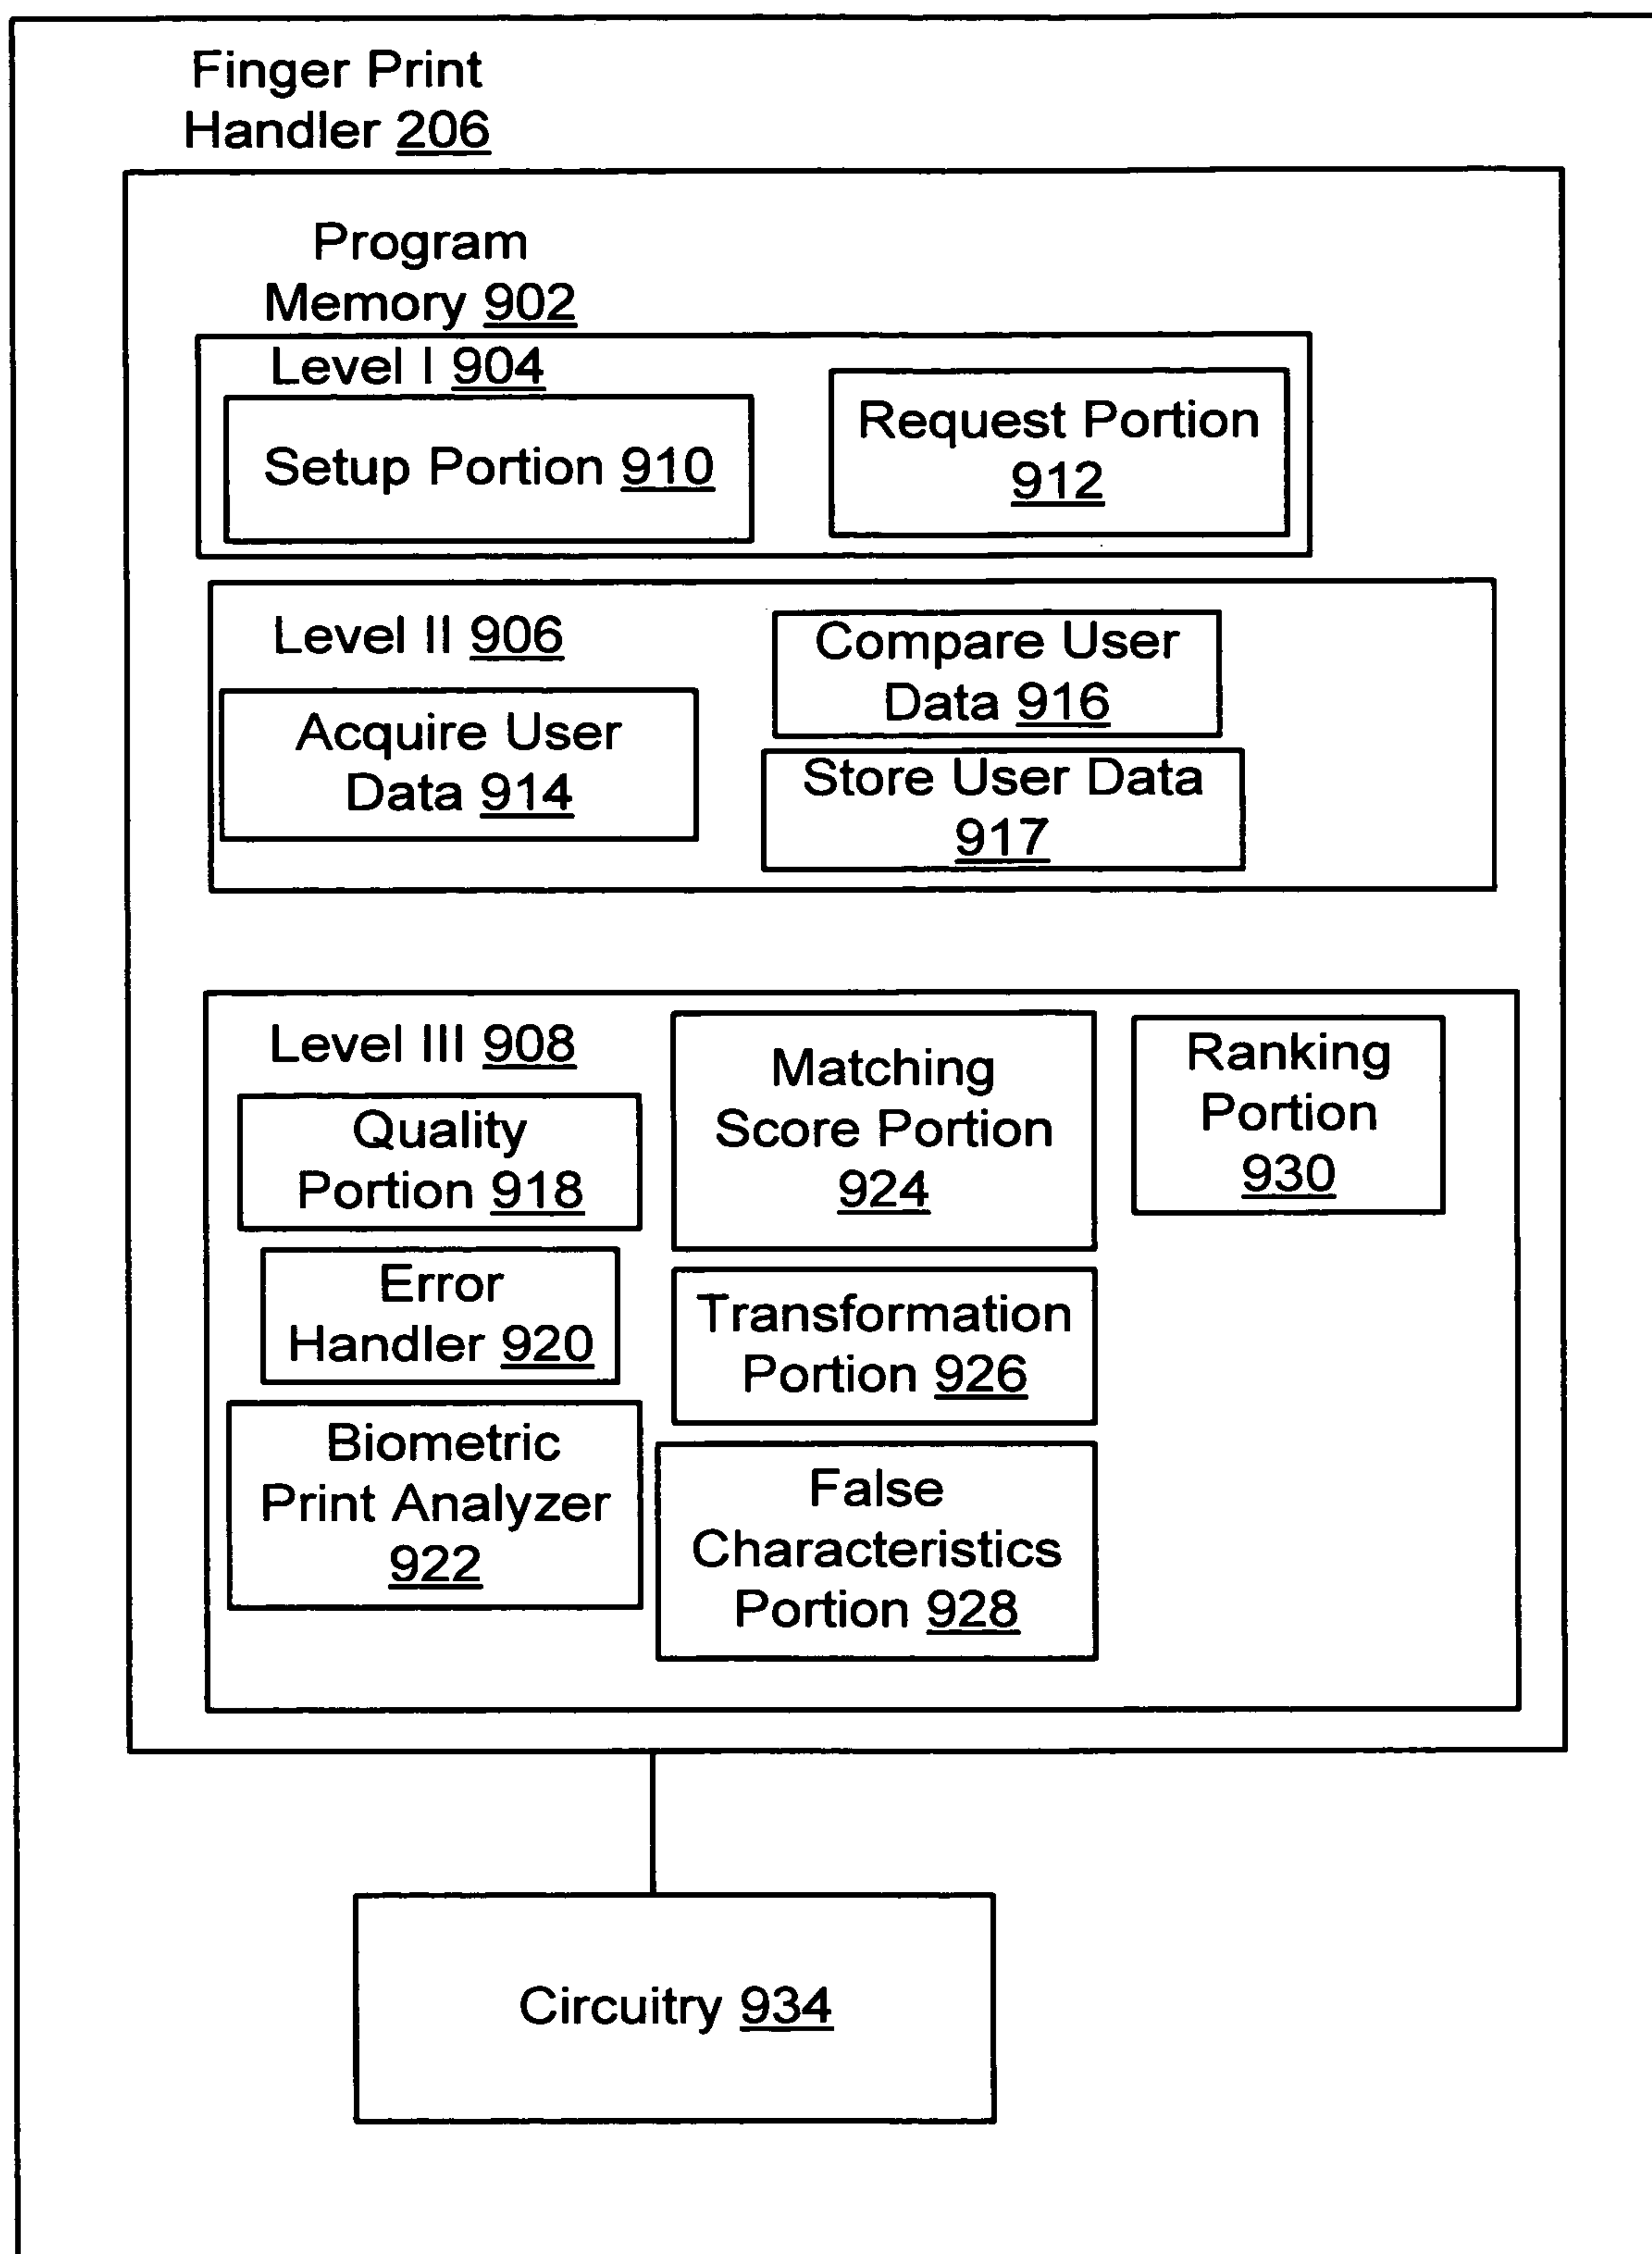 Finger Print
Handler 206
Program
Memory 902
Level I 904
Setup Portion 910
Request Portion
912
Level II 906
Acquire User
Data 914
Compare User
Data 916
Store User Data
917
Level III 908
Quality
Portion 918
Error
Handler 920
Biometric
Print Analyzer
922
Matching
Score Portion
924
Transformation
Portion 926
False
Characteristics
Portion 928
Ranking
Portion
930
Circuitry 934